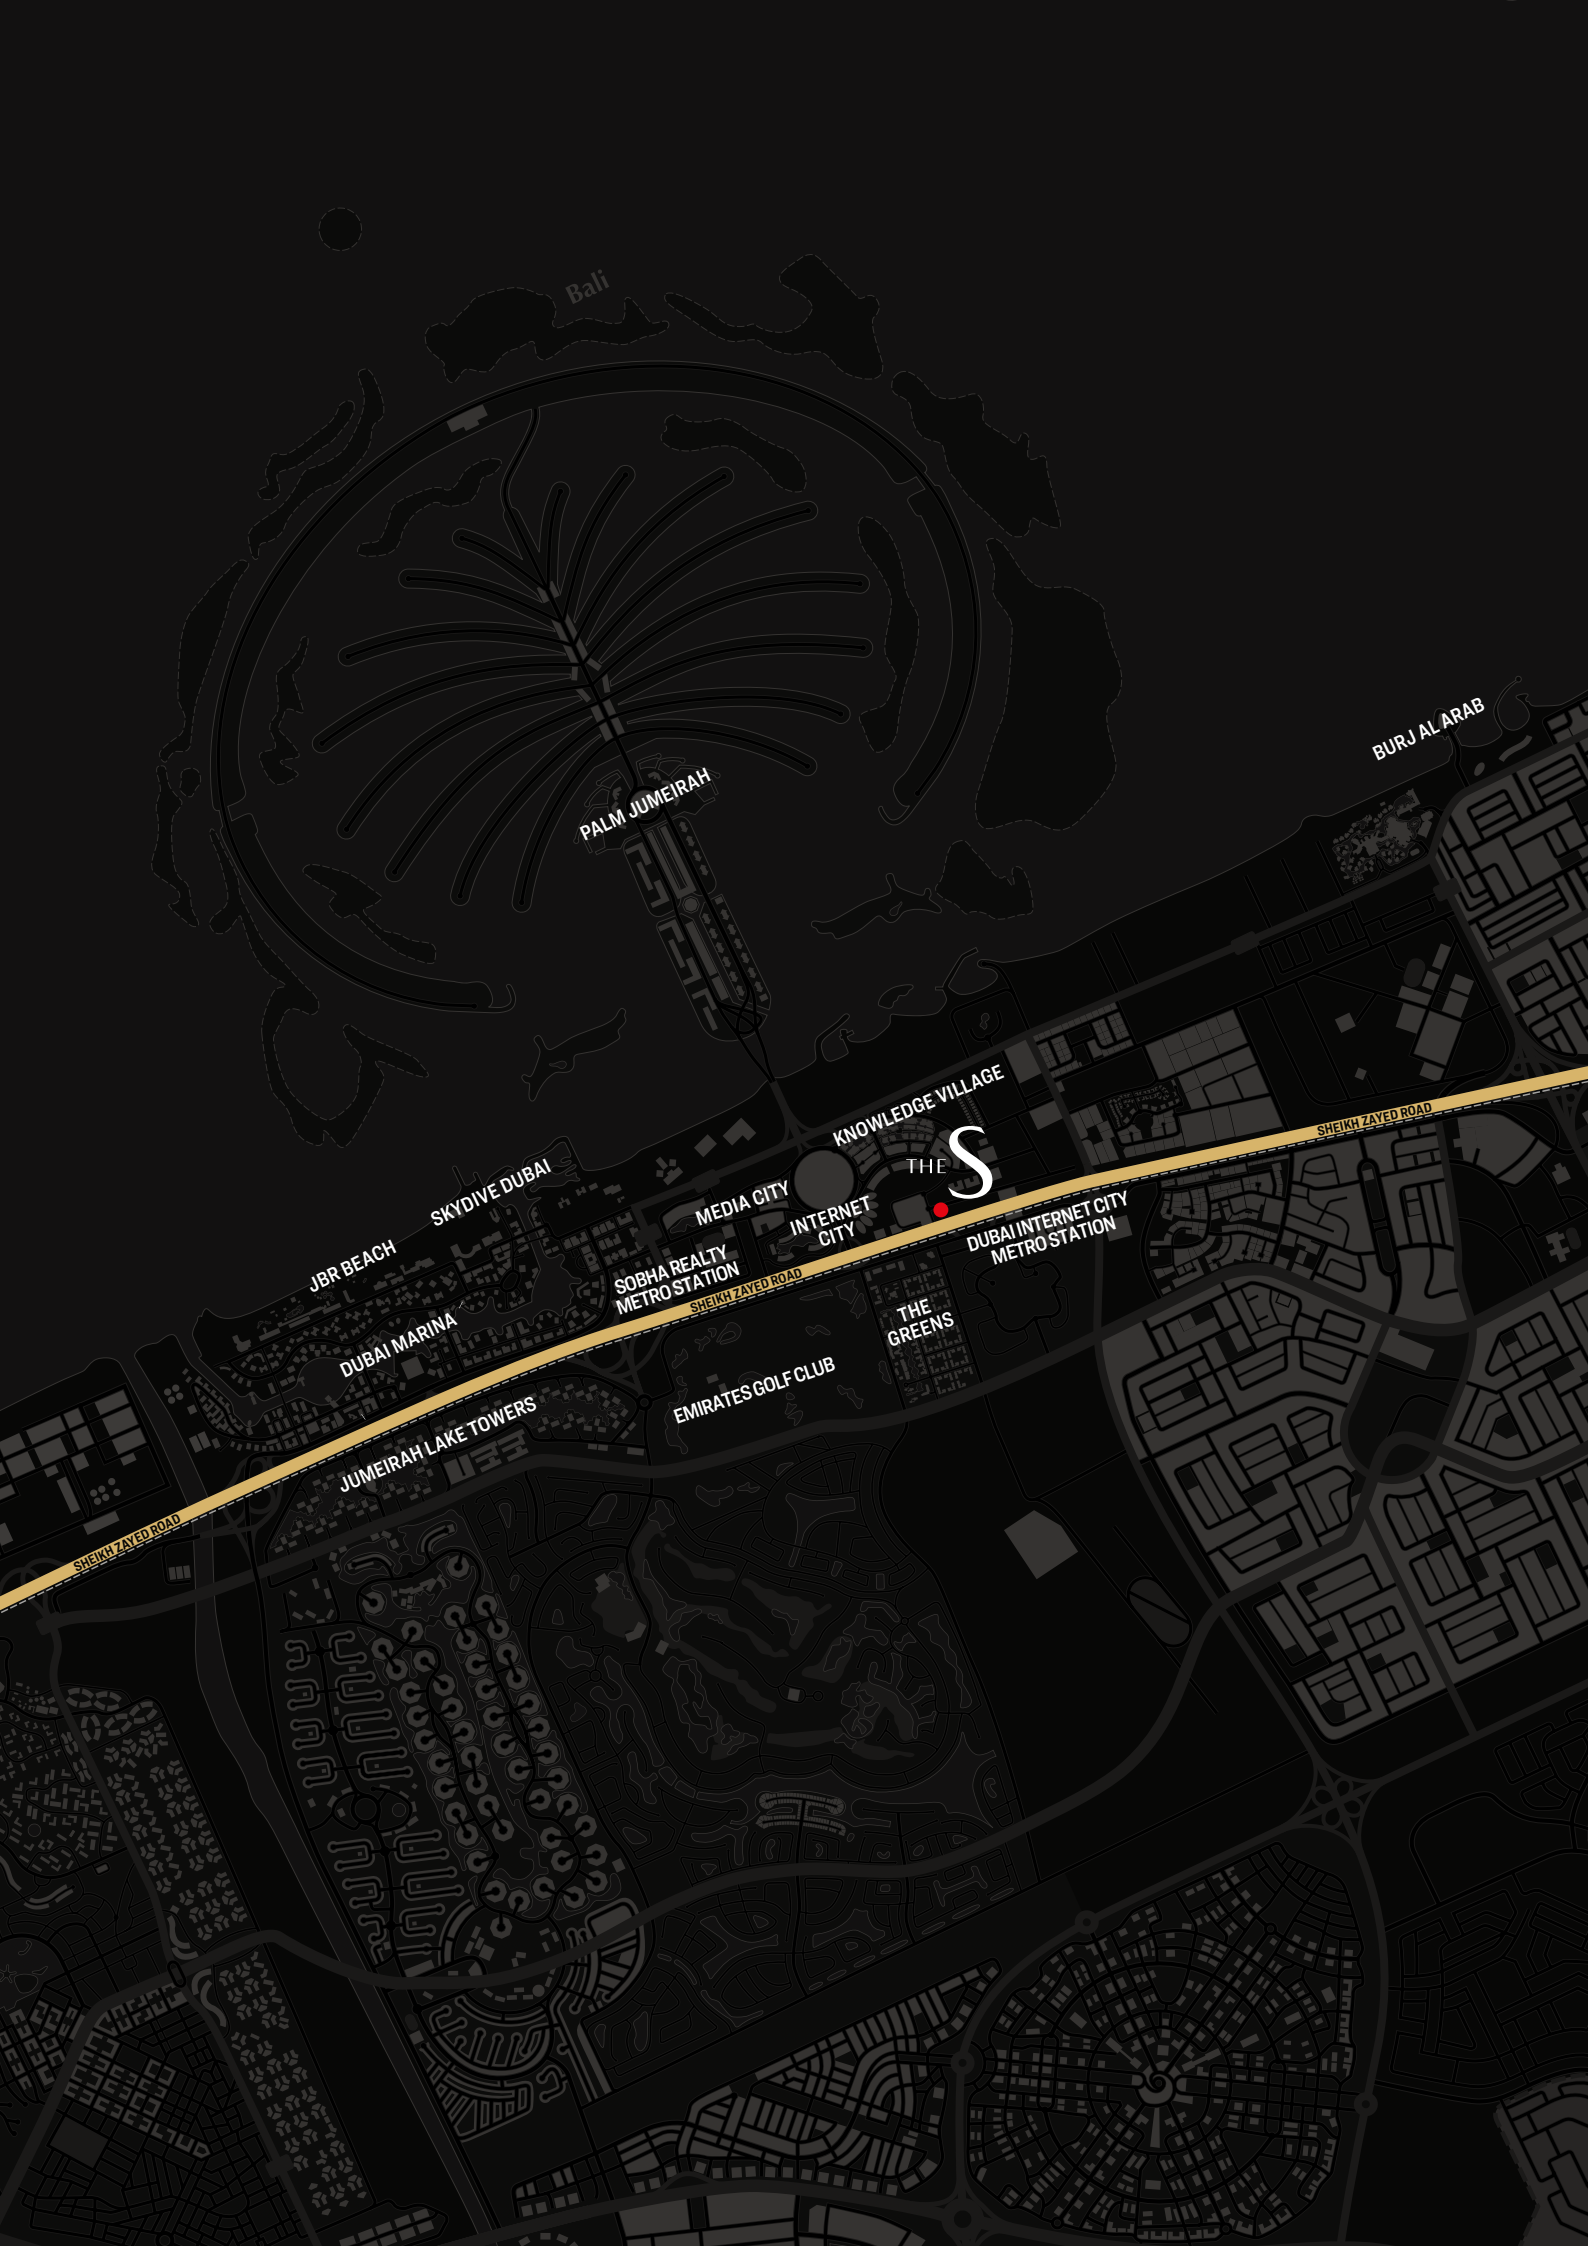 Bali
BURJ AL ARAB
PALM JUMEIRAH
KNOWLEDGE VILLAGE
SHEIKH ZAYED ROAD
THE S
SKYDIVE DUBAI
MEDIA CITY
INTERNET
CITY
DUBAI INTERNET CITY
METRO STATION
JBR BEACH
SOBHA REALTY
METRO STATION
SHEIKH ZAYED ROAD
THE
GREENS
DUBAI MARINA
EMIRATES GOLF CLUB
JUMEIRAH LAKE TOWERS
SHEIKH ZAYED ROAD